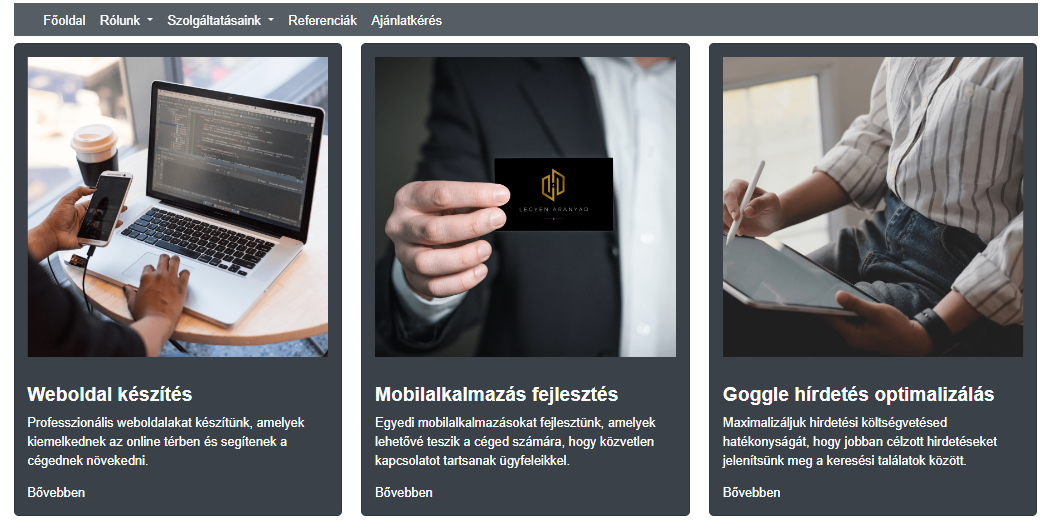 Főoldal Rólunk Szolgáltatásaink Referenciák Ajánlatkérés
LEGYEN ARANYAD
Weboldal készítés
Professzionális weboldalakat készítünk, amelyek
kiemelkednek az online térben és segítenek a
cégednek növekedni.
Bővebben
Mobilalkalmazás fejlesztés
Egyedi mobilalkalmazásokat fejlesztünk, amelyek
lehetővé teszik a céged számára, hogy közvetlen
kapcsolatot tartsanak ügyfeleikkel.
Bővebben
Goggle hírdetés optimalizálás
Maximalizáljuk hirdetési költségvetésed
hatékonyságát, hogy jobban célzott hirdetéseket
jelenítsünk meg a keresési találatok között.
Bővebben